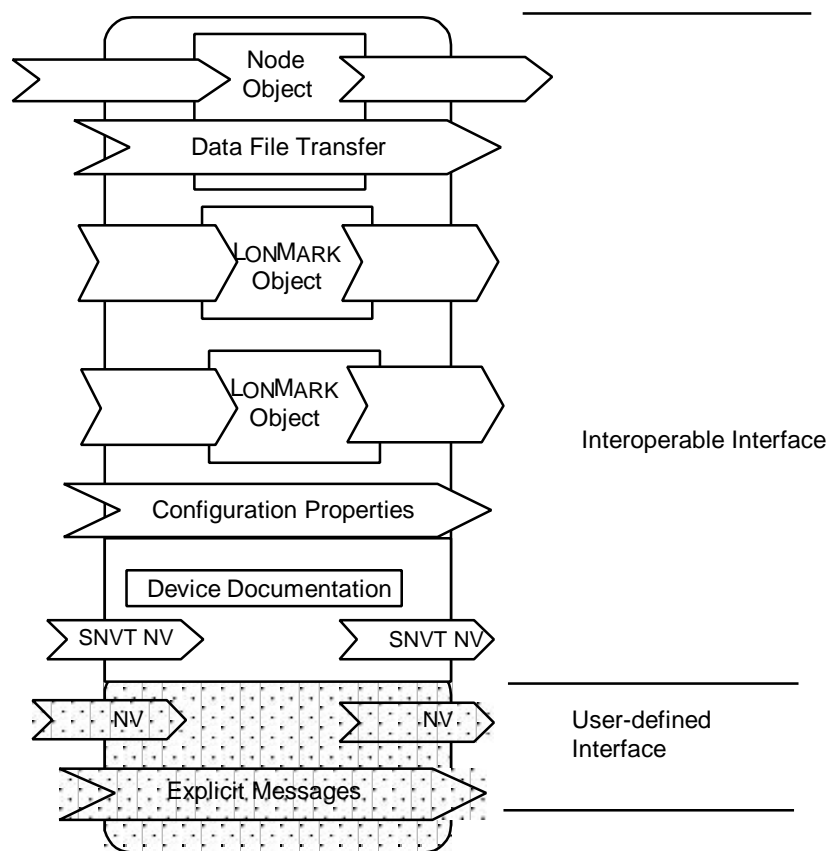 Node
Object
Data File Transfer
LONMARK
Object
LONMARK
Object
Interoperable Interface
Configuration Properties
Device Documentation
SNVT NV
SNVT NV
NV
NV
User-defined
Interface
Explicit Messages